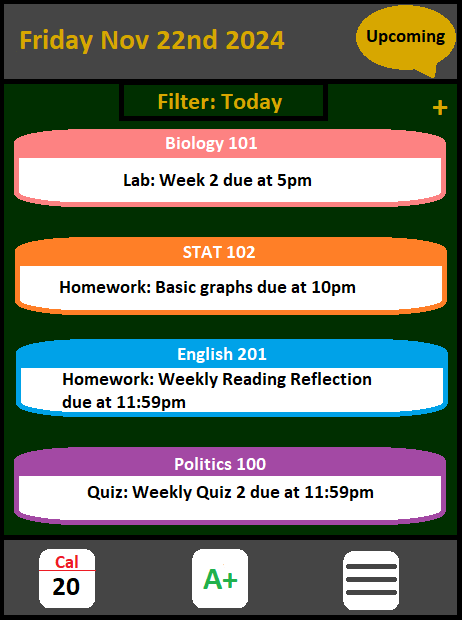 Friday Nov 22nd 2024
Upcoming
Filter: Today
+
Biology 101
Lab: Week 2 due at 5pm
STAT 102
Homework: Basic graphs due at 10pm
English 201
Homework: Weekly Reading Reflection
due at 11:59pm
Politics 100
Quiz: Weekly Quiz 2 due at 11:59pm
Cal
20
A+